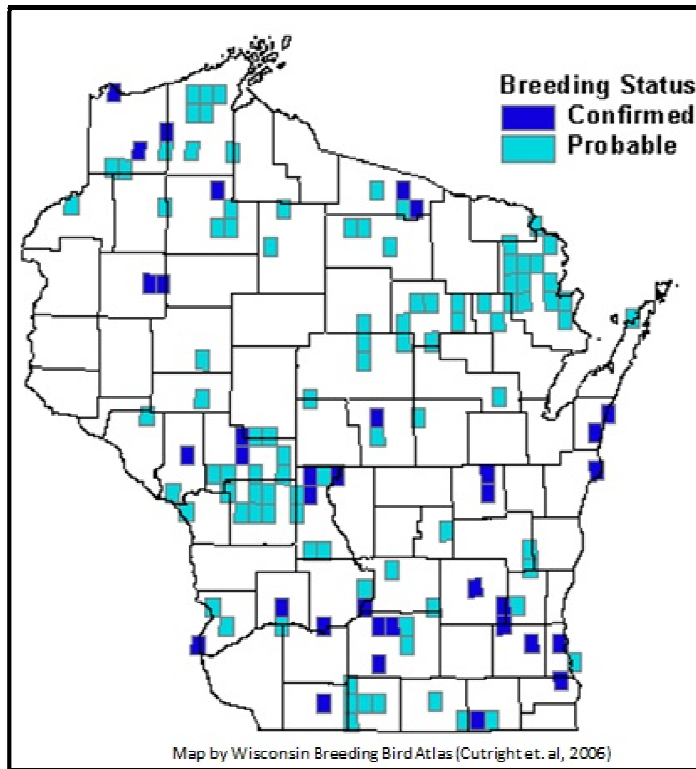 Breeding Status
Confirmed
Probable
Map by Wisconsin Breeding Bird Atlas (Cutright et. al, 2006)